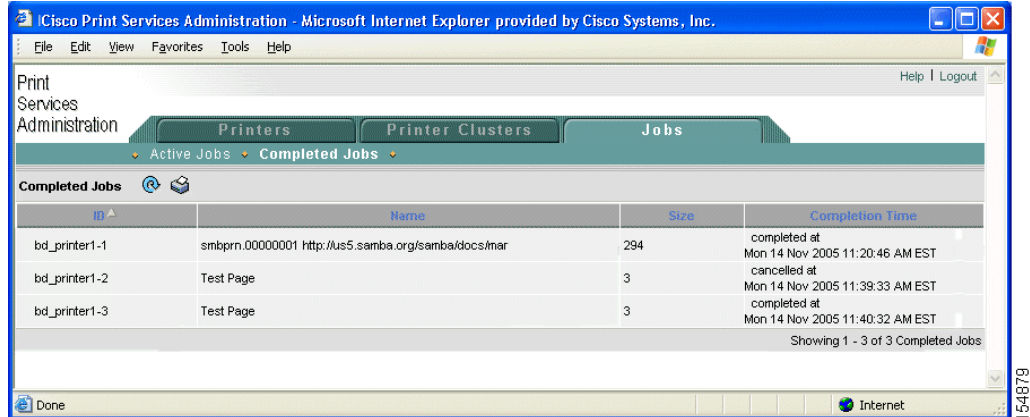 Cisco Print Services Administration - Microsoft Internet Explorer provided by Cisco Systems, Inc.
File Edit View Favorites Tools Help
Help | Logout
Print
Services
Administration
Printers Printer Clusters Jobs
Active Jobs Completed Jobs
Completed Jobs
ID Name Size Completion Time
bd_printer1-1 smbprn.00000001 http://us5.samba.org/samba/docs/mar 294 completed at
Mon 14 Nov 2005 11:20:46 AM EST
bd_printer1-2 Test Page 3 cancelled at
Mon 14 Nov 2005 11:39:33 AM EST
bd_printer1-3 Test Page 3 completed at
Mon 14 Nov 2005 11:40:32 AM EST
Showing 1 - 3 of 3 Completed Jobs
Done Internet
154879